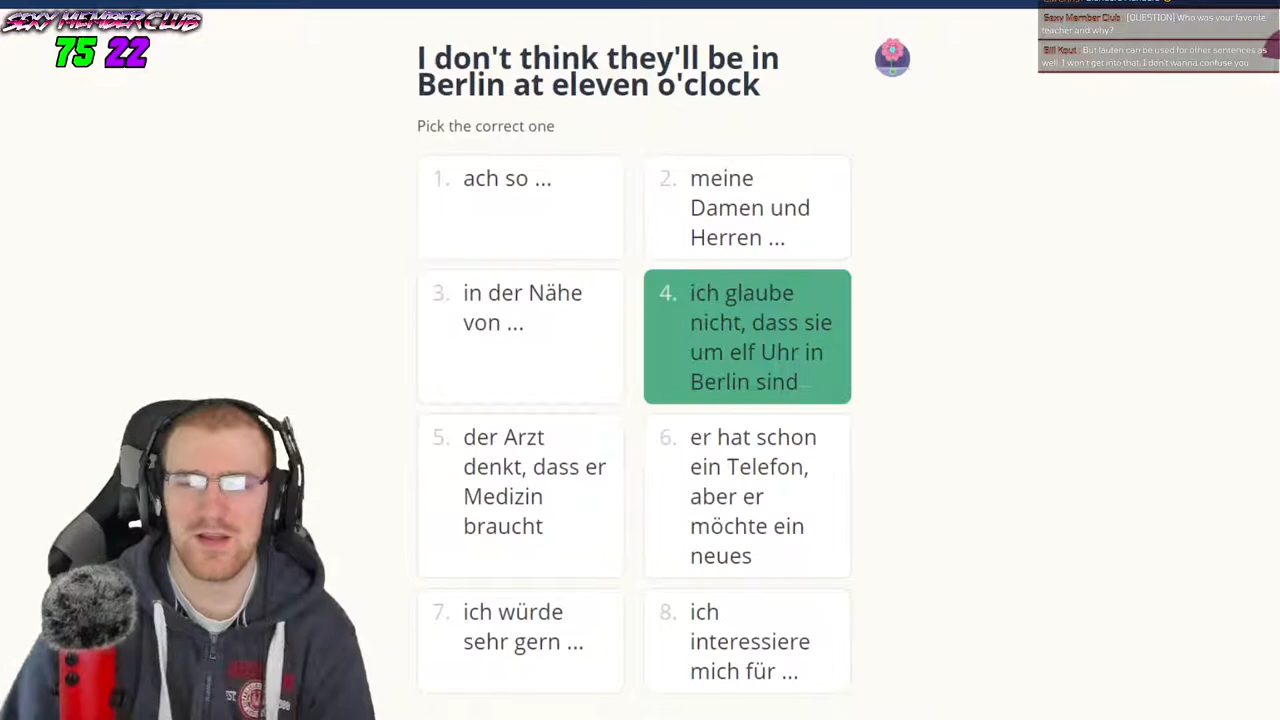 SEXY MEMBER CLUB
75 22
I don't think they'll be in
Berlin at eleven o'clock
Pick the correct one
1. ach so ...
2. meine
Damen und
Herren ...
3. in der Nähe
von ...
4. ich glaube
nicht, dass sie
um elf Uhr in
Berlin sind
5. der Arzt
denkt, dass er
Medizin
braucht
6. er hat schon
ein Telefon,
aber er
möchte ein
neues
7. ich würde
sehr gern ...
8. ich
interessiere
mich für ...
Sexy Member Club [QUESTION] Who was your favorite
teacher and why?
Bill Kout But lauten can be used for other sentences as
well. I won't get into that. I don't wanna confuse you